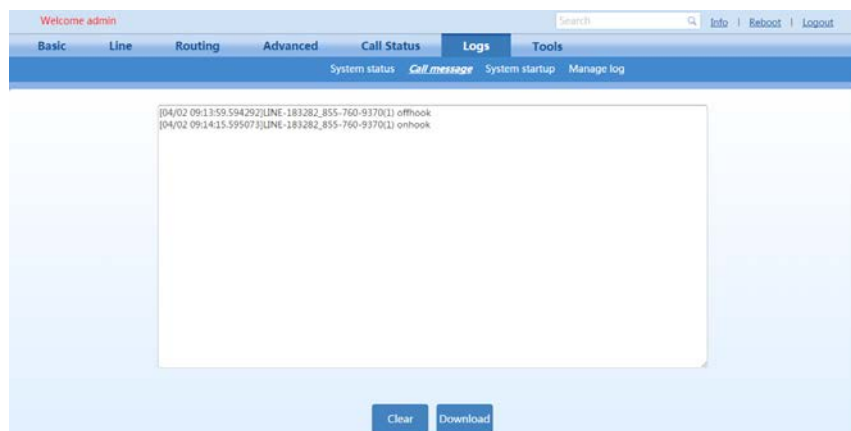 Welcome admin
Search
Info | Reboot | Logout
Basic Line Routing Advanced Call Status Logs Tools
System status Call message System startup Manage log
[04/02 09:13:59.594292]LINE-183282_855-760-9370(1) offhook
[04/02 09:14:15.595073]LINE-183282_855-760-9370(1) onhook
Clear Download